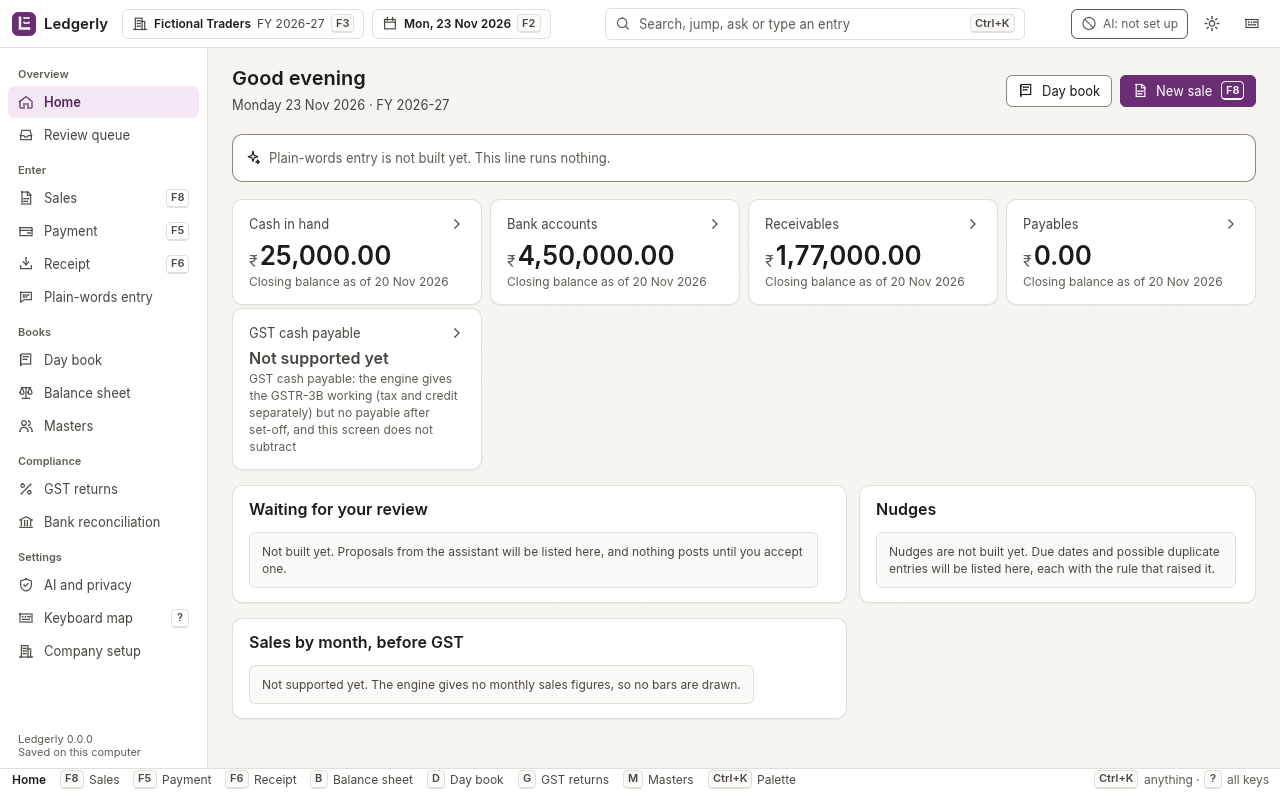 Ledgerly
Fictional Traders FY 2026-27 F3
Mon, 23 Nov 2026 F2
Search, jump, ask or type an entry Ctrl+K
AI: not set up
Overview
Home
Review queue
Enter
Sales F8
Payment F5
Receipt F6
Plain-words entry
Books
Day book
Balance sheet
Masters
Compliance
GST returns
Bank reconciliation
Settings
AI and privacy
Keyboard map ?
Company setup
Ledgerly 0.0.0
Saved on this computer
Good evening
Monday 23 Nov 2026 · FY 2026-27
Day book
New sale F8
Plain-words entry is not built yet. This line runs nothing.
Cash in hand
₹25,000.00
Closing balance as of 20 Nov 2026
Bank accounts
₹4,50,000.00
Closing balance as of 20 Nov 2026
Receivables
₹1,77,000.00
Closing balance as of 20 Nov 2026
Payables
₹0.00
Closing balance as of 20 Nov 2026
GST cash payable
Not supported yet
GST cash payable: the engine gives
the GSTR-3B working (tax and credit
separately) but no payable after
set-off, and this screen does not
subtract
Waiting for your review
Not built yet. Proposals from the assistant will be listed here, and nothing posts until you accept
one.
Nudges
Nudges are not built yet. Due dates and possible duplicate
entries will be listed here, each with the rule that raised it.
Sales by month, before GST
Not supported yet. The engine gives no monthly sales figures, so no bars are drawn.
Home F8 Sales F5 Payment F6 Receipt B Balance sheet D Day book G GST returns M Masters Ctrl+K Palette
Ctrl+K anything · ? all keys